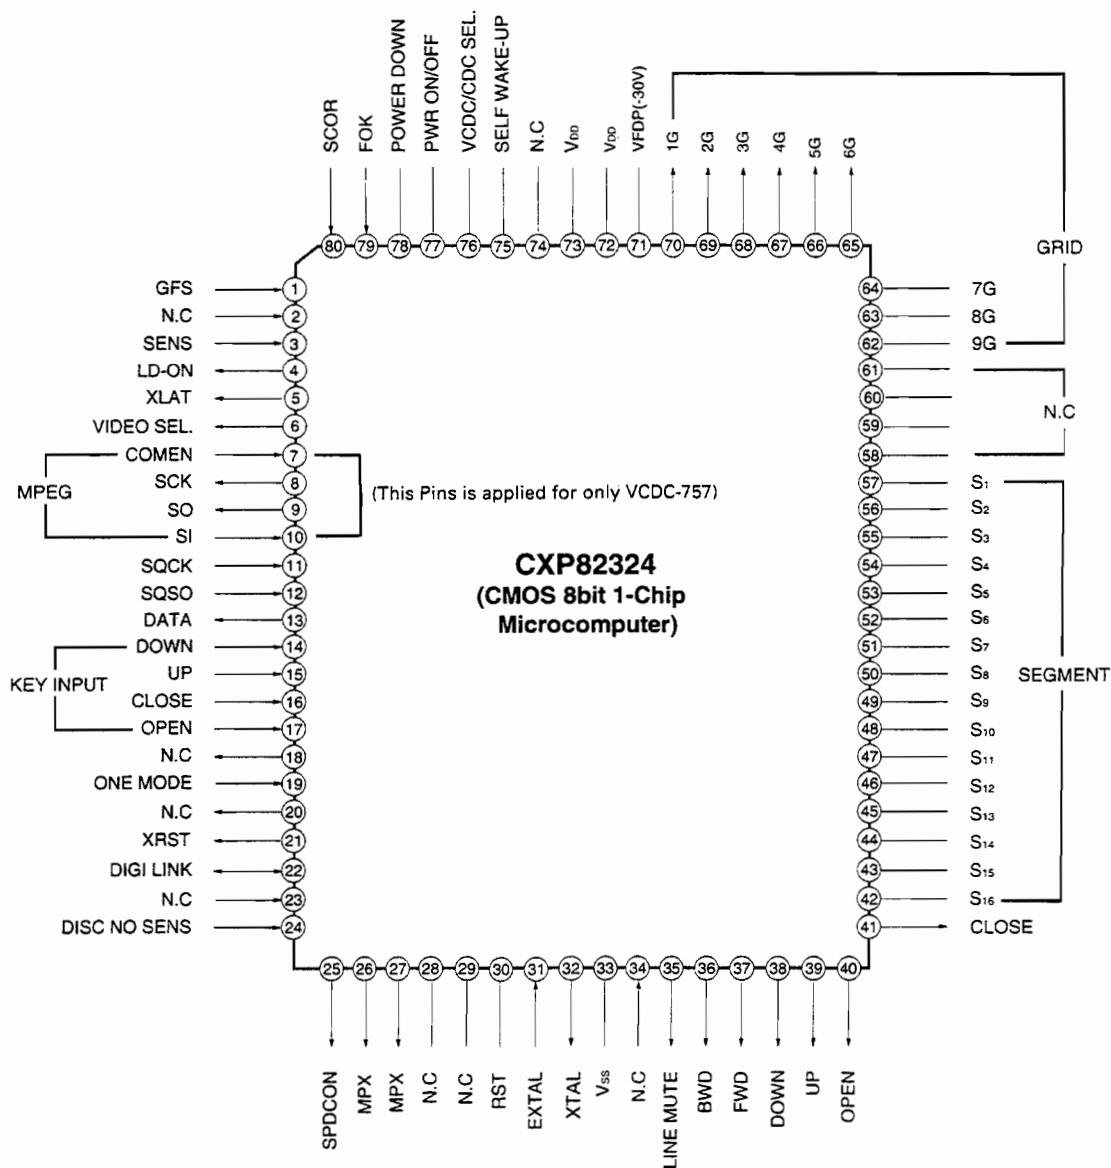 SCOR
FOK
POWER DOWN
PWR ON/OFF
VCDC/CDC SEL.
SELF WAKE-UP
N.C
VDD
VDD
VFDP(-30V)
1G
2G
3G
4G
5G
6G
80
79
78
77
76
75
74
73
72
71
70
69
68
67
66
65
GRID
GFS 1
N.C 2
SENS 3
LD-ON 4
XLAT 5
VIDEO SEL. 6
COMEN 7
SCK 8
MPEG
(This Pins is applied for only VCDC-757)
SO 9
SI 10
SQCK 11
SQSO 12
DATA 13
DOWN 14
UP 15
KEY INPUT
CLOSE 16
OPEN 17
N.C 18
ONE MODE 19
N.C 20
XRST 21
DIGI LINK 22
N.C 23
DISC NO SENS 24
CXP82324
(CMOS 8bit 1-Chip
Microcomputer)
64 7G
63 8G
62 9G
61
60
N.C
59
58
57 S1
56 S2
55 S3
54 S4
53 S5
52 S6
51 S7
50 S8
SEGMENT
49 S9
48 S10
47 S11
46 S12
45 S13
44 S14
43 S15
42 S16
41 CLOSE
25
26
27
28
29
30
31
32
33
34
35
36
37
38
39
40
SPDCON
MPX
MPX
N.C
N.C
RST
EXTAL
XTAL
Vss
N.C
LINE MUTE
BWD
FWD
DOWN
UP
OPEN